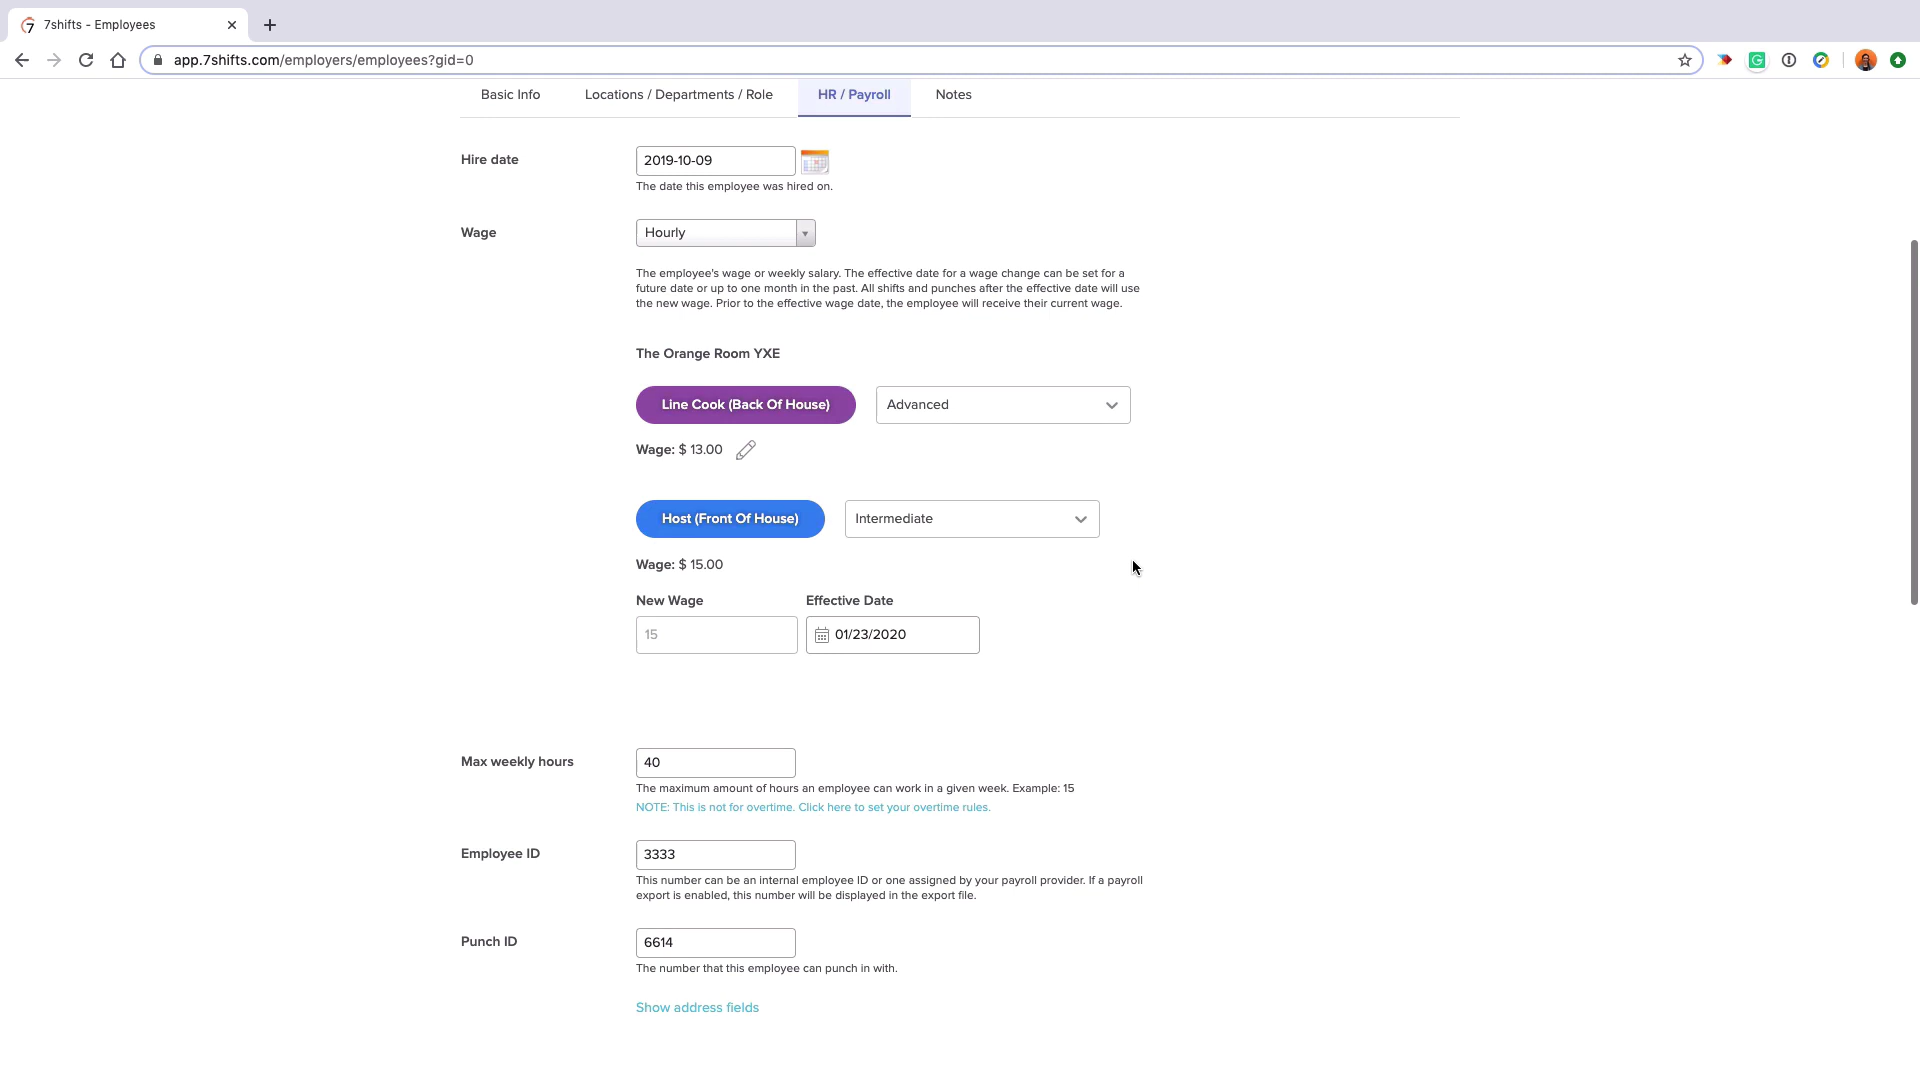 7shifts - Employees
app.7shifts.com/employers/employees?gid=0
Basic Info
Locations / Departments / Role
HR / Payroll
Notes
Hire date
2019-10-09
The date this employee was hired on.
Wage
Hourly
The employee's wage or weekly salary. The effective date for a wage change can be set for a
future date or up to one month in the past. All shifts and punches after the effective date will use
the new wage. Prior to the effective wage date, the employee will receive their current wage.
The Orange Room YXE
Line Cook (Back Of House)
Advanced
Wage: $ 13.00
Host (Front Of House)
Intermediate
Wage: $ 15.00
New Wage
Effective Date
15
01/23/2020
Max weekly hours
40
The maximum amount of hours an employee can work in a given week. Example: 15
NOTE: This is not for overtime. Click here to set your overtime rules.
Employee ID
3333
This number can be an internal employee ID or one assigned by your payroll provider. If a payroll
export is enabled, this number will be displayed in the export file.
Punch ID
6614
The number that this employee can punch in with.
Show address fields